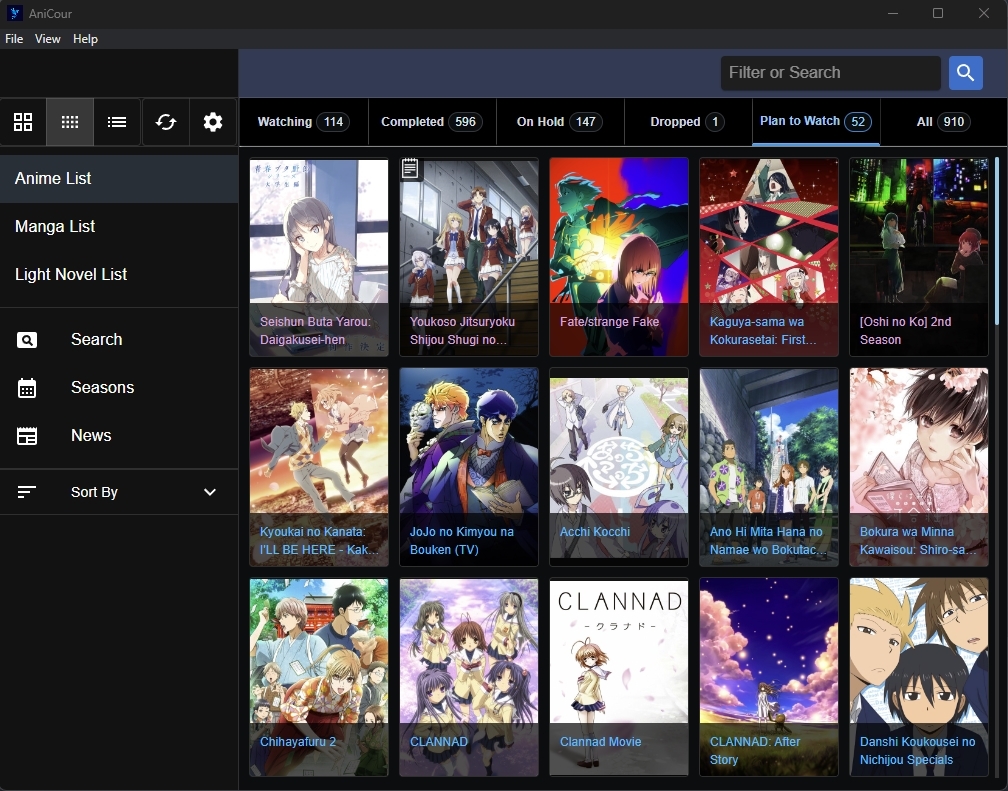 AniCour
File View Help
Filter or Search
Watching 114
Completed 596
On Hold 147
Dropped 1
Plan to Watch 52
All 910
Anime List
Manga List
Light Novel List
Search
Seasons
News
Sort By
Seishun Buta Yarou:
Daigakusei-hen
Youkoso Jitsuryoku
Shijou Shugi no...
Fate/strange Fake
Kaguya-sama wa
Kokurasetai: First...
[Oshi no Ko] 2nd
Season
Kyoukai no Kanata:
I'LL BE HERE - Kak...
JoJo no Kimyou na
Bouken (TV)
Acchi Kocchi
Ano Hi Mita Hana no
Namae wo Bokutac...
Bokura wa Minna
Kawaisou: Shiro-sa...
Chihayafuru 2
CLANNAD
CLANNAD
-クラナド-
Clannad Movie
CLANNAD: After
Story
Danshi Koukousei no
Nichijou Specials